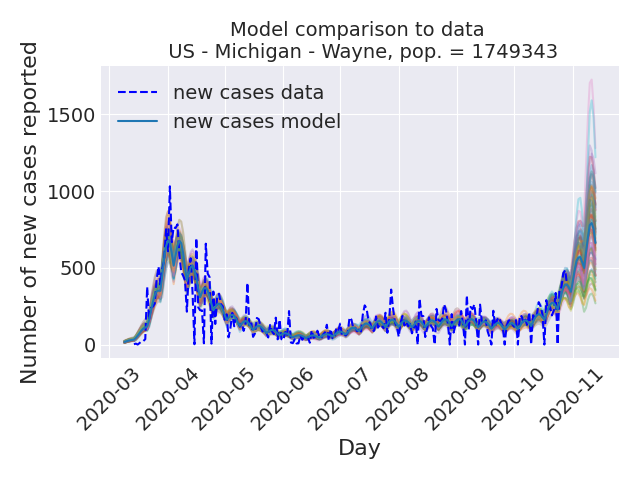 Model comparison to data
US - Michigan - Wayne, pop. = 1749343
Number of new cases reported
new cases data
new cases model
1500
1000
500
0
2020-03
2020-04
2020-05
2020-06
2020-07
2020-08
2020-09
2020-10
2020-11
Day